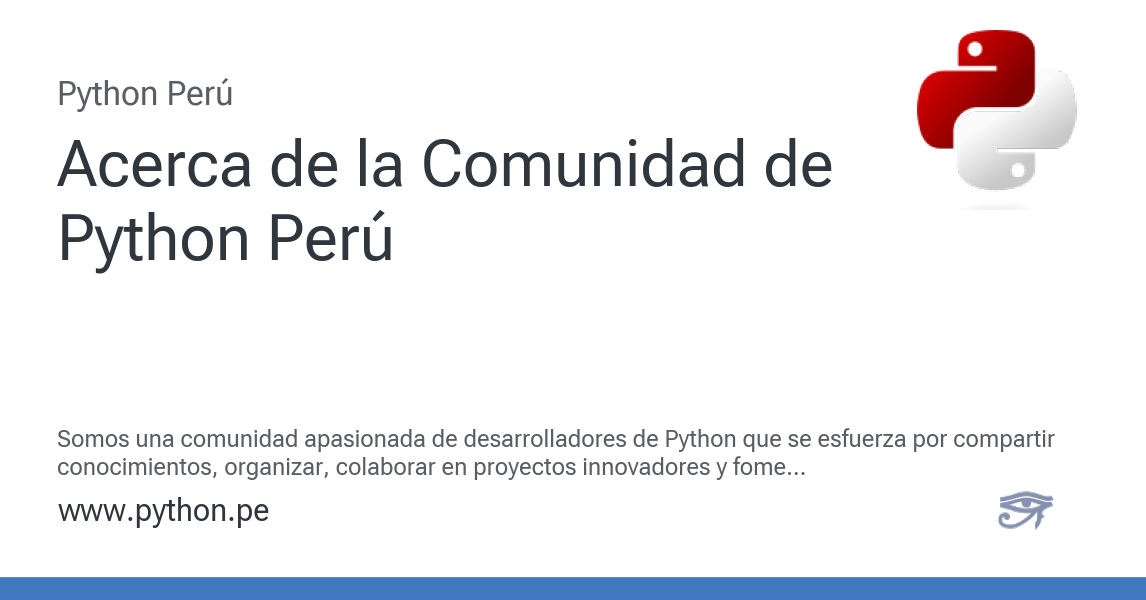 Python Perú
Acerca de la Comunidad de
Python Perú
Somos una comunidad apasionada de desarrolladores de Python que se esfuerza por compartir
conocimientos, organizar, colaborar en proyectos innovadores y fome...
www.python.pe